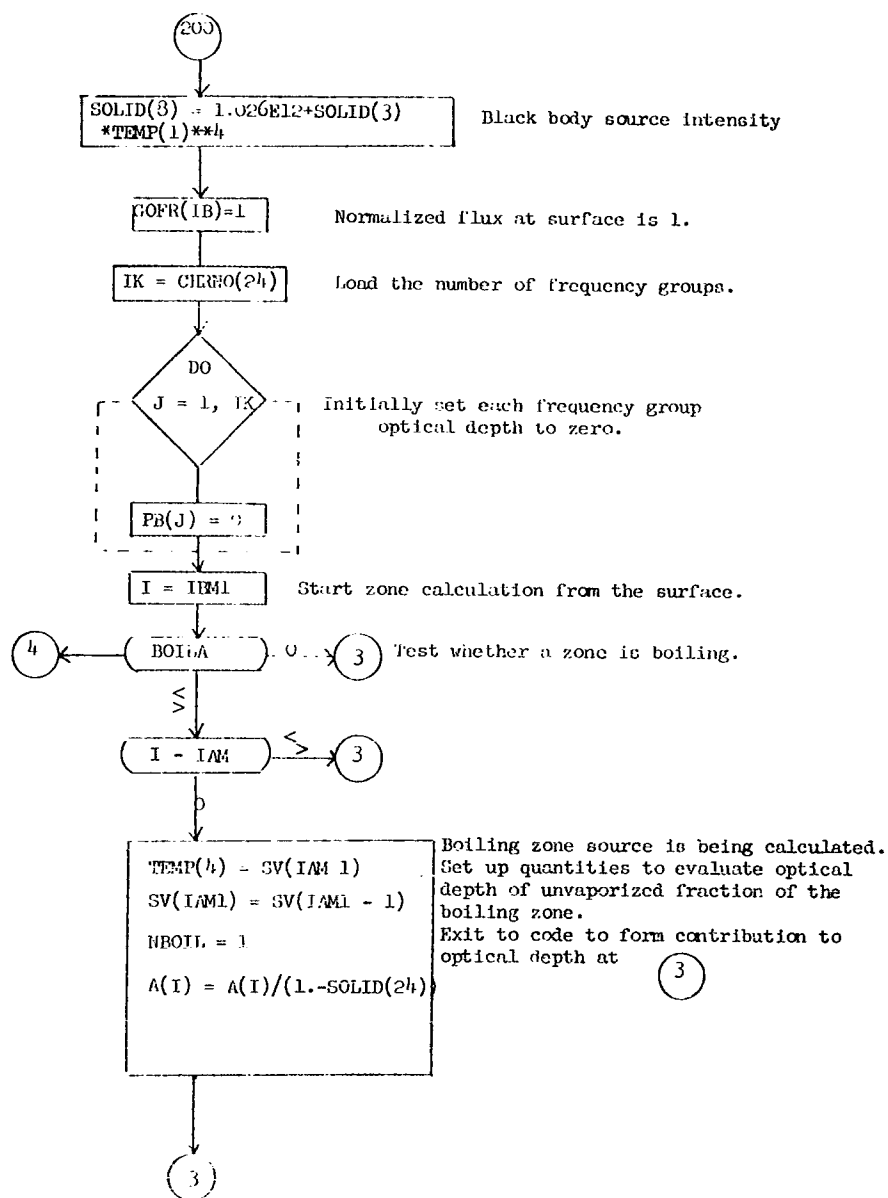 200
SOLID(8) = 1.026E12+SOLID(3)
*TEMP(1)**4
Black body source intensity
GOFR(IB)=1
Normalized flux at surface is 1.
IK = CHRNO(24)
Load the number of frequency groups.
DO
J = 1, IK
Initially set each frequency group
optical depth to zero.
PB(J) = 0
I = IBM1
Start zone calculation from the surface.
4
BOILA
0
3
Test whether a zone is boiling.
<
>
I - IAM
<
>
3
0
TEMP(4) = SV(IAM 1)
SV(IAM1) = SV(IAM1 - 1)
NBOIL = 1
A(I) = A(I)/(1.-SOLID(24))
Boiling zone source is being calculated.
Set up quantities to evaluate optical
depth of unvaporized fraction of the
boiling zone.
Exit to code to form contribution to
optical depth at
3
3